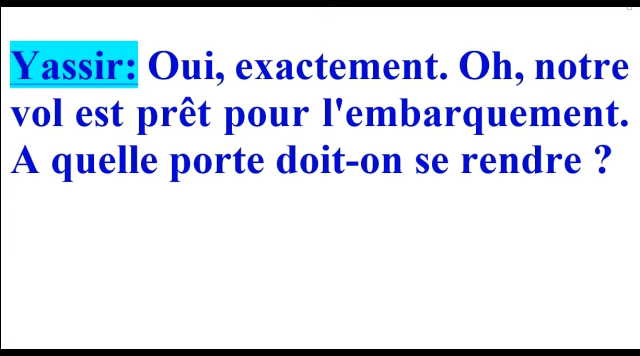 Yassir: Oui, exactement. Oh, notre
vol est prêt pour l'embarquement.
A quelle porte doit-on se rendre ?